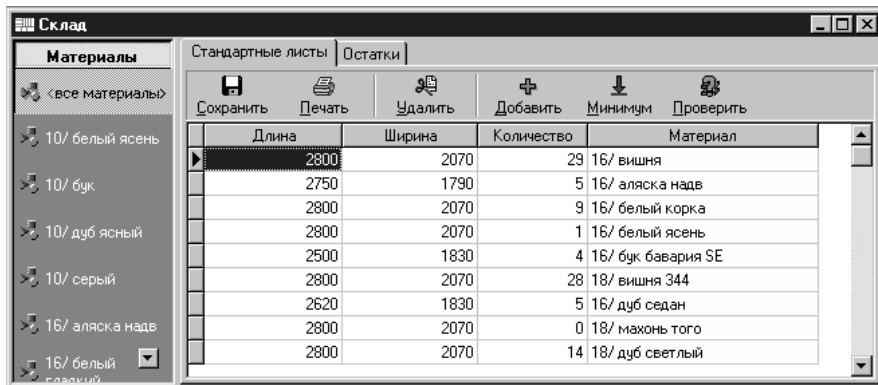 Склад
Материалы
<все материалы>
10/ белый ясень
10/ бук
10/ дуб ясный
10/ серый
16/ аляска надв
16/ белый
гладкий
Стандартные листы Остатки
Сохранить Печать Удалить Добавить Минимум Проверить
Длина Ширина Количество Материал
2800 2070 29 16/ вишня
2750 1790 5 16/ аляска надв
2800 2070 9 16/ белый корка
2800 2070 1 16/ белый ясень
2500 1830 4 16/ бук бавария SE
2800 2070 28 18/ вишня 344
2620 1830 5 16/ дуб седан
2800 2070 0 18/ махонь того
2800 2070 14 18/ дуб светлый